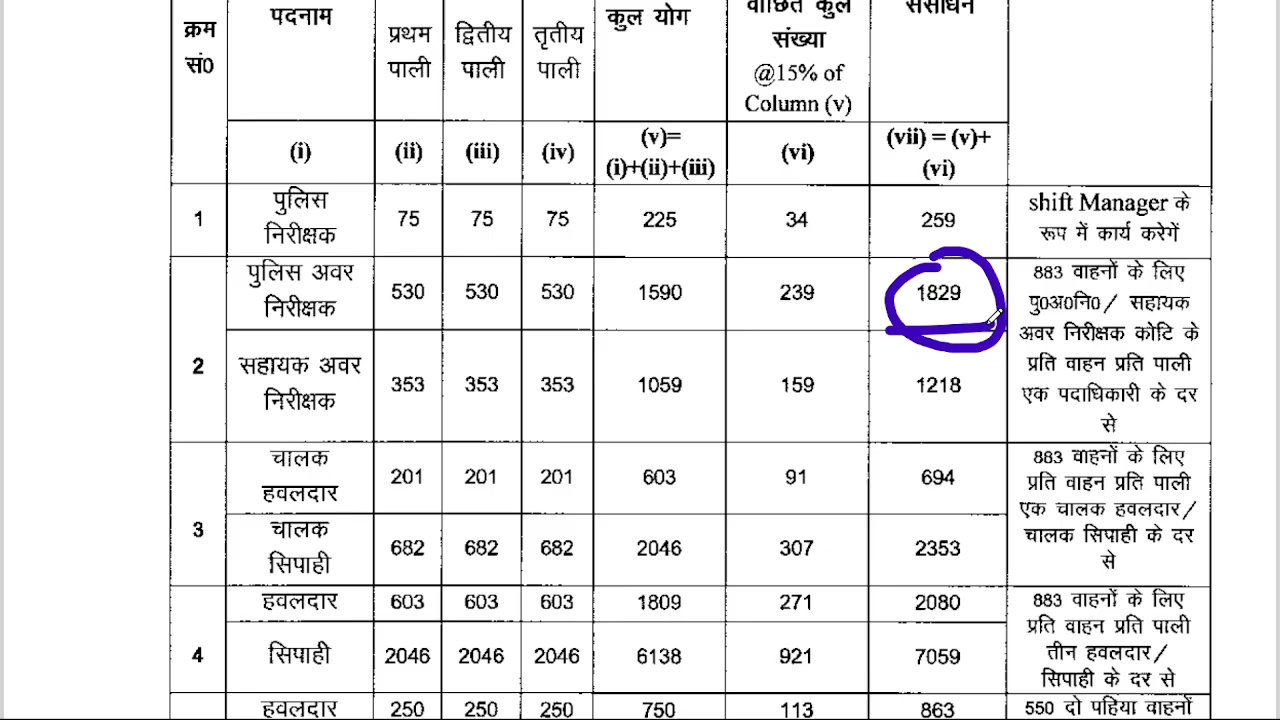 क्रम सं0 पदनाम प्रथम पाली द्वितीय पाली तृतीय पाली कुल योग वांछित कुल संख्या @15% of Column (v) संसाधन
(i) (ii) (iii) (iv) (v)= (i)+(ii)+(iii) (vi) (vii) = (v)+ (vi)
1 पुलिस निरीक्षक 75 75 75 225 34 259 shift Manager के रूप में कार्य करेगें
2 पुलिस अवर निरीक्षक 530 530 530 1590 239 1829 883 वाहनों के लिए पु0अ0नि0/ सहायक अवर निरीक्षक कोटि के प्रति वाहन प्रति पाली एक पदाधिकारी के दर से
सहायक अवर निरीक्षक 353 353 353 1059 159 1218
3 चालक हवलदार 201 201 201 603 91 694 883 वाहनों के लिए प्रति वाहन प्रति पाली एक चालक हवलदार/ चालक सिपाही के दर से
चालक सिपाही 682 682 682 2046 307 2353
4 हवलदार 603 603 603 1809 271 2080 883 वाहनों के लिए प्रति वाहन प्रति पाली तीन हवलदार/ सिपाही के दर से
सिपाही 2046 2046 2046 6138 921 7059
हवलदार 250 250 250 750 113 863 550 दो पहिया वाहनों